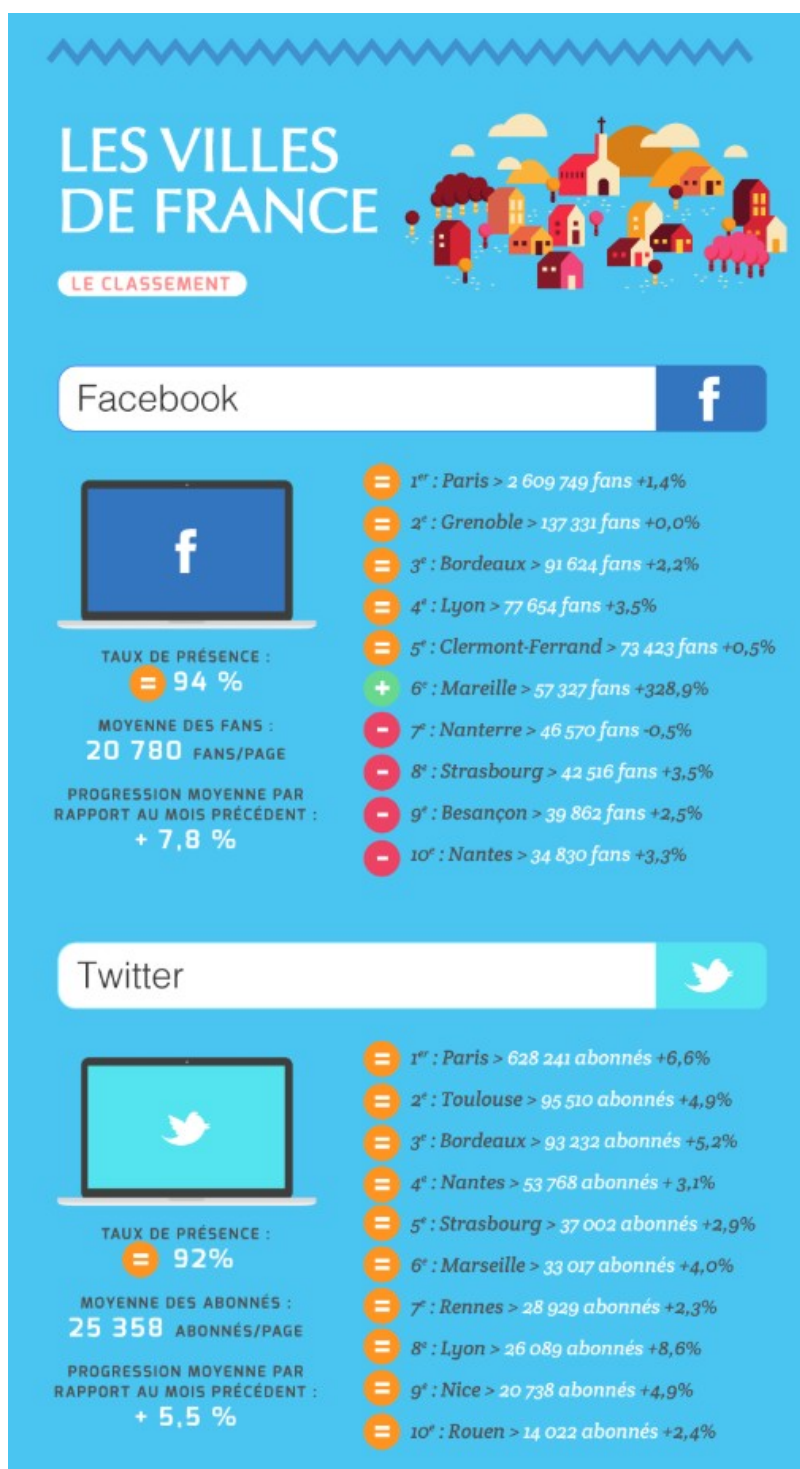 LES VILLES
DE FRANCE
LE CLASSEMENT
Facebook
f
f
TAUX DE PRÉSENCE :
= 94 %
MOYENNE DES FANS :
20 780 FANS/PAGE
PROGRESSION MOYENNE PAR
RAPPORT AU MOIS PRÉCÉDENT :
+ 7,8 %
= 1er : Paris > 2 609 749 fans +1,4%
= 2e : Grenoble > 137 331 fans +0,0%
= 3e : Bordeaux > 91 624 fans +2,2%
= 4e : Lyon > 77 654 fans +3,5%
= 5e : Clermont-Ferrand > 73 423 fans +0,5%
+ 6e : Mareille > 57 327 fans +328,9%
- 7e : Nanterre > 46 570 fans -0,5%
- 8e : Strasbourg > 42 516 fans +3,5%
- 9e : Besançon > 39 862 fans +2,5%
- 10e : Nantes > 34 830 fans +3,3%
Twitter
TAUX DE PRÉSENCE :
= 92%
MOYENNE DES ABONNÉS :
25 358 ABONNÉS/PAGE
PROGRESSION MOYENNE PAR
RAPPORT AU MOIS PRÉCÉDENT :
+ 5,5 %
= 1er : Paris > 628 241 abonnés +6,6%
= 2e : Toulouse > 95 510 abonnés +4,9%
= 3e : Bordeaux > 93 232 abonnés +5,2%
= 4e : Nantes > 53 768 abonnés + 3,1%
= 5e : Strasbourg > 37 002 abonnés +2,9%
= 6e : Marseille > 33 017 abonnés +4,0%
= 7e : Rennes > 28 929 abonnés +2,3%
= 8e : Lyon > 26 089 abonnés +8,6%
= 9e : Nice > 20 738 abonnés +4,9%
= 10e : Rouen > 14 022 abonnés +2,4%